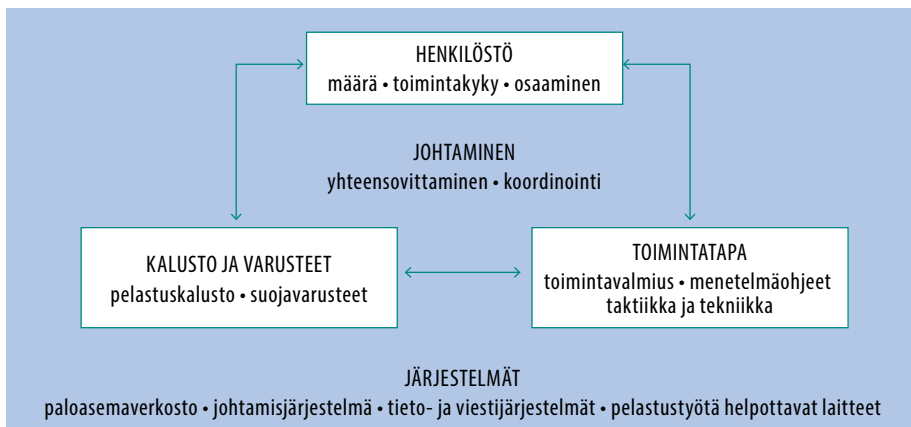 HENKILÖSTÖ
määrä • toimintakyky • osaaminen
JOHTAMINEN
yhteensovittaminen • koordinointi
KALUSTO JA VARUSTEET
pelastuskalusto • suojavarusteet
TOIMINTATAPA
toimintavalmius • menetelmäohjeet
taktiikka ja tekniikka
JÄRJESTELMÄT
paloasemaverkosto • johtamisjärjestelmä • tieto- ja viestijärjestelmät • pelastustyötä helpottavat laitteet